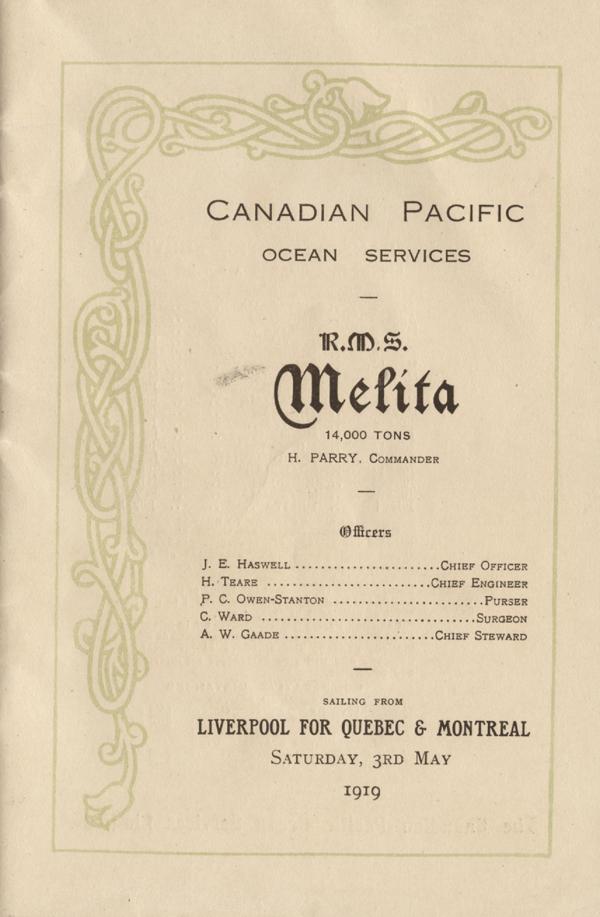 CANADIAN PACIFIC
OCEAN SERVICES
—
R.M.S.
Melita
14,000 TONS
H. PARRY, COMMANDER
—
Officers
J. E. HASWELL ......................CHIEF OFFICER
H. TEARE ..........................CHIEF ENGINEER
P. C. OWEN-STANTON ........................PURSER
C. WARD ..................................SURGEON
A. W. GAADE ........................CHIEF STEWARD
—
SAILING FROM
LIVERPOOL FOR QUEBEC & MONTREAL
SATURDAY, 3RD MAY
1919